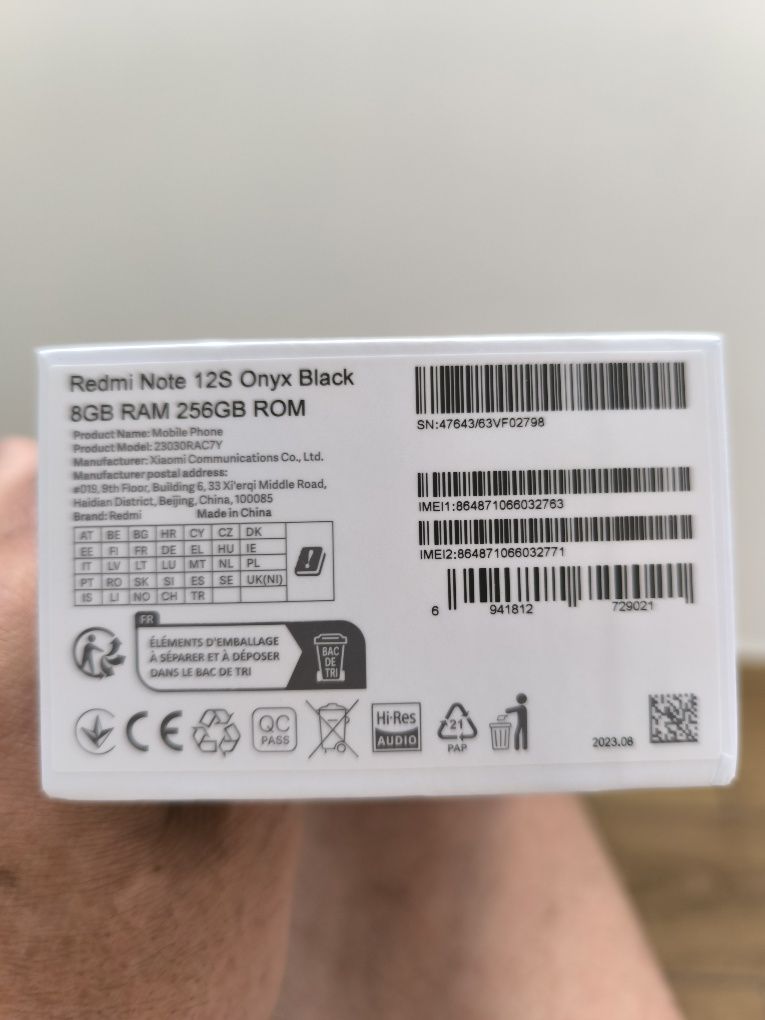 Redmi Note 12S Onyx Black
8GB RAM 256GB ROM
Product Name: Mobile Phone
Product Model: 23030RAC7Y
Manufacturer: Xiaomi Communications Co., Ltd.
Manufacturer postal address:
#019, 9th Floor, Building 6, 33 Xi'erqi Middle Road,
Haidian District, Beijing, China, 100085
Brand: Redmi Made in China
AT BE BG HR CY CZ DK
EE FI FR DE EL HU IE
IT LV LT LU MT NL PL
PT RO SK SI ES SE UK(NI)
IS LI NO CH TR
SN:47643/63VF02798
IMEI1:864871066032763
IMEI2:864871066032771
6 941812 729021
FR
ÉLÉMENTS D'EMBALLAGE
À SÉPARER ET À DÉPOSER
DANS LE BAC DE TRI
BAC
DE
TRI
CE
QC
PASS
Hi-Res
AUDIO
21
PAP
2023.08